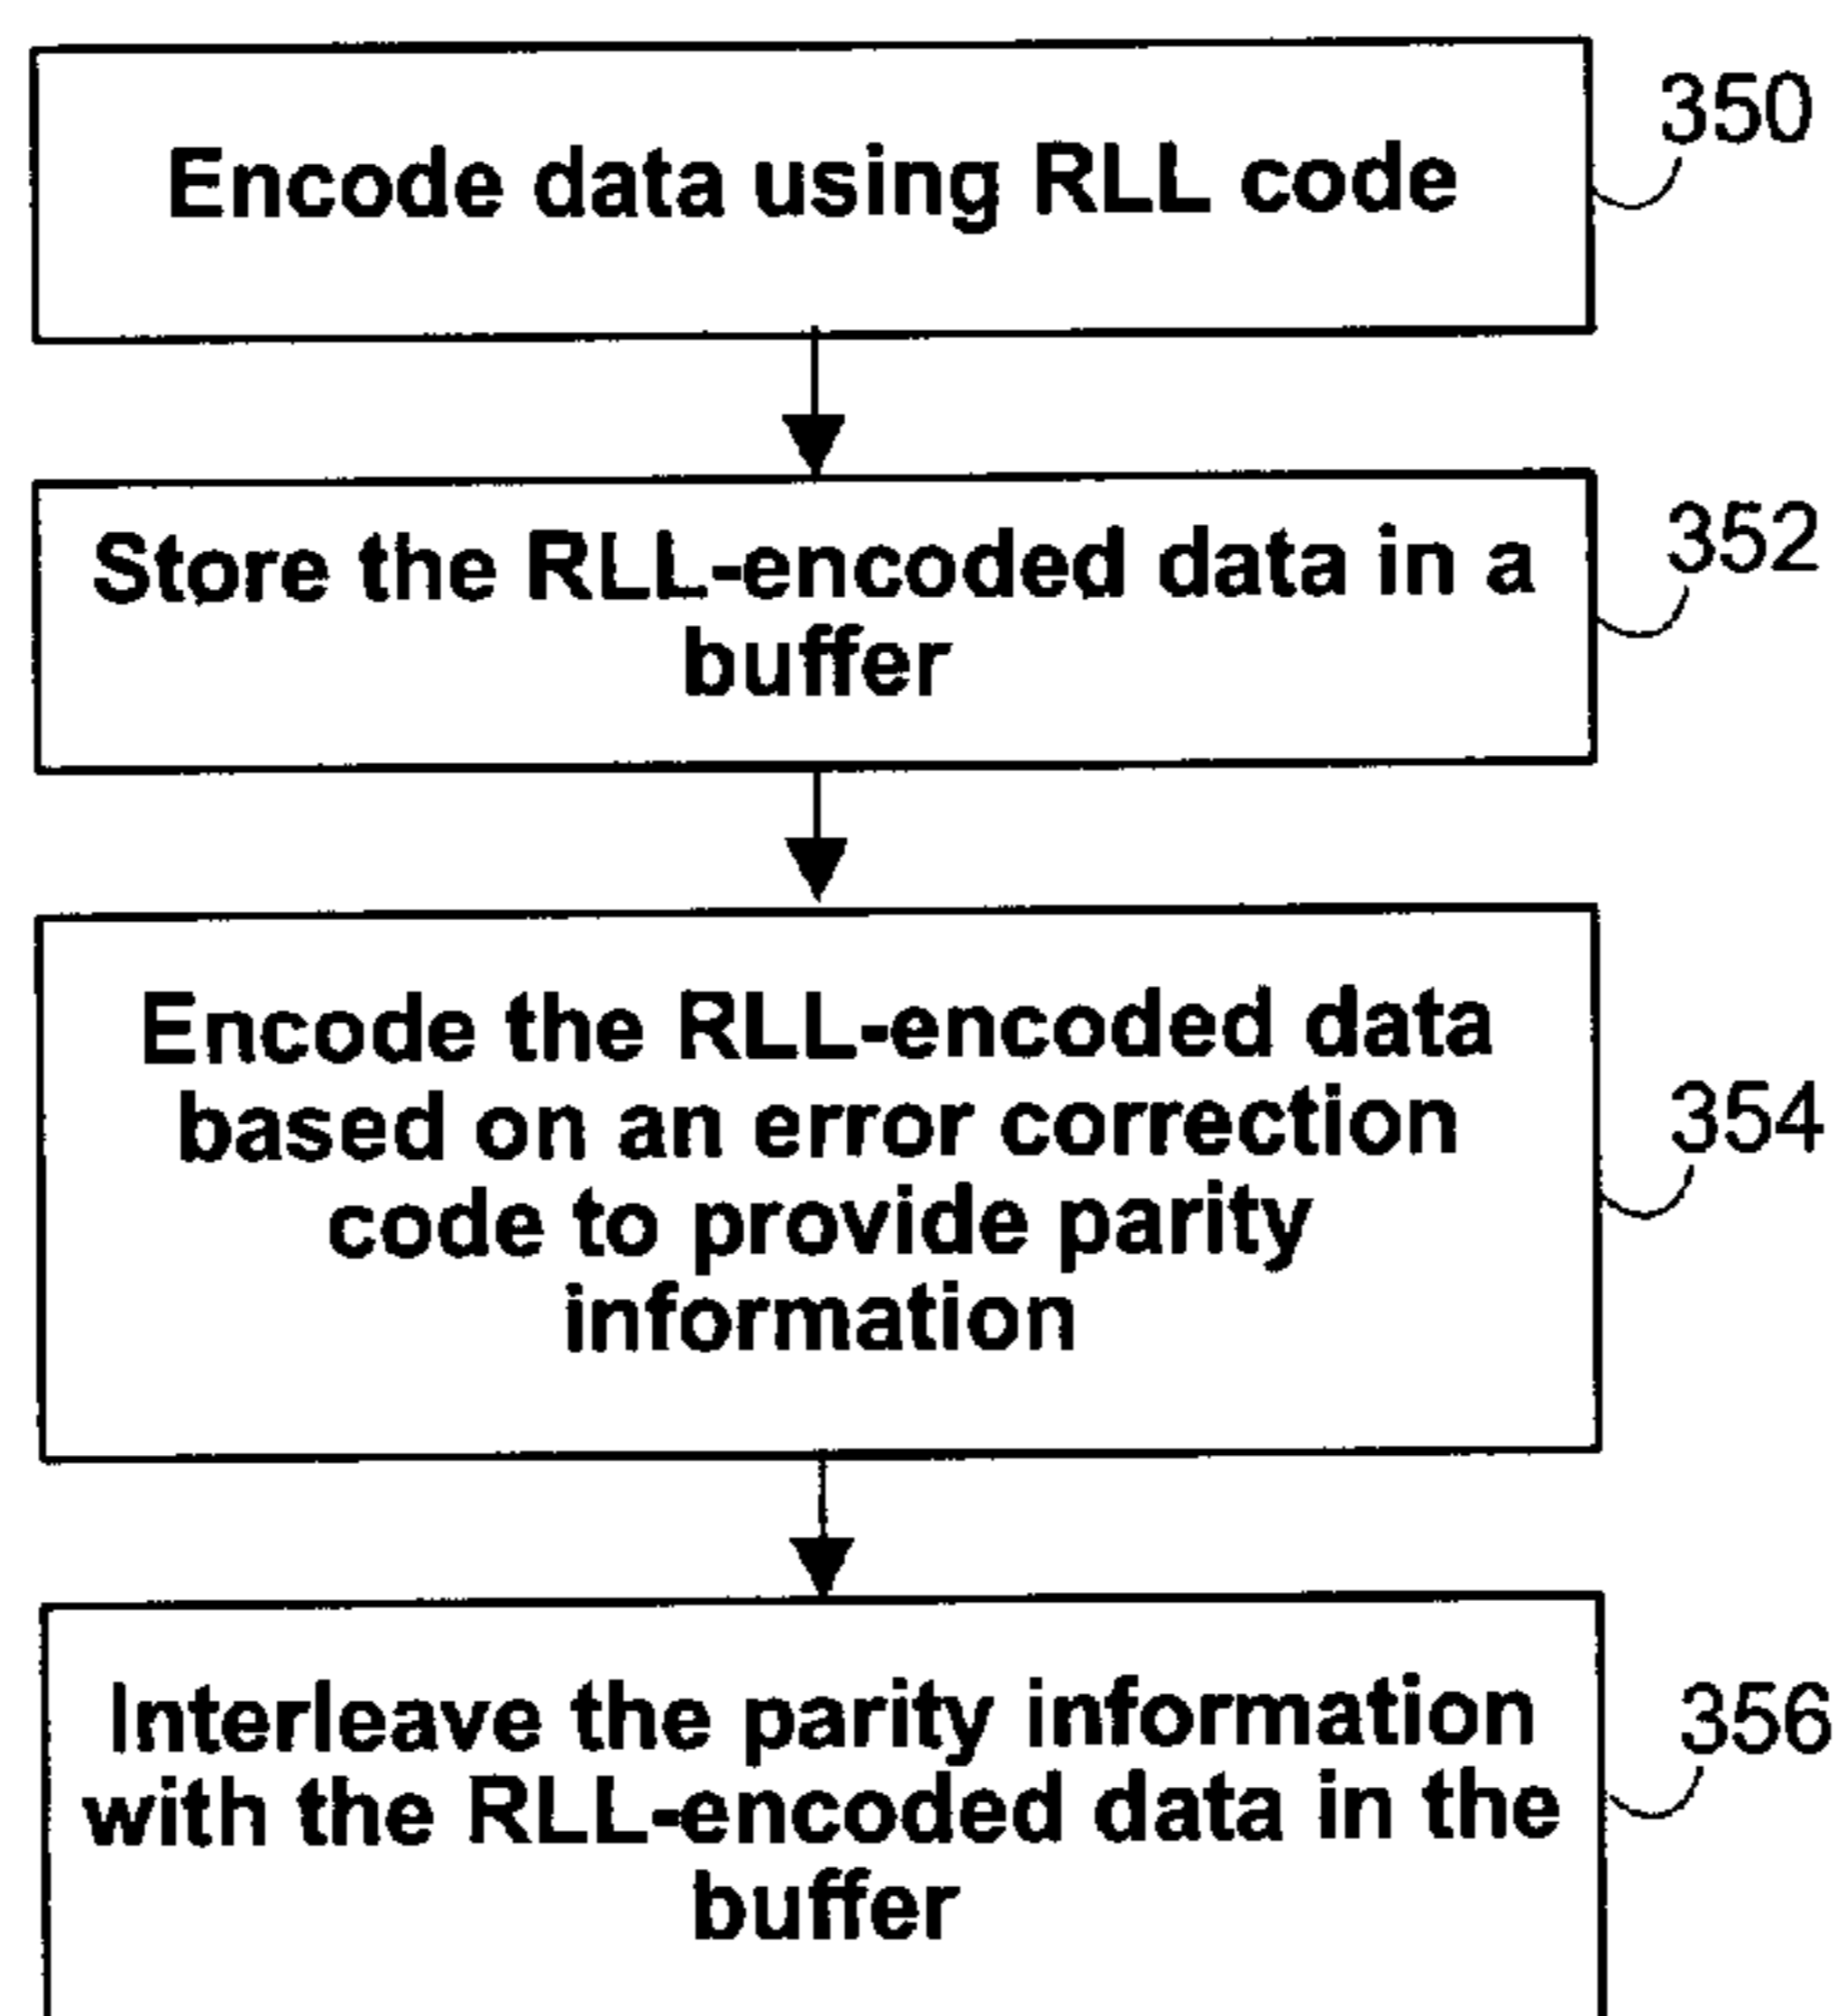 Encode data using RLL code
350
Store the RLL-encoded data in a
buffer
352
Encode the RLL-encoded data
based on an error correction
code to provide parity
information
354
Interleave the parity information
with the RLL-encoded data in the
buffer
356